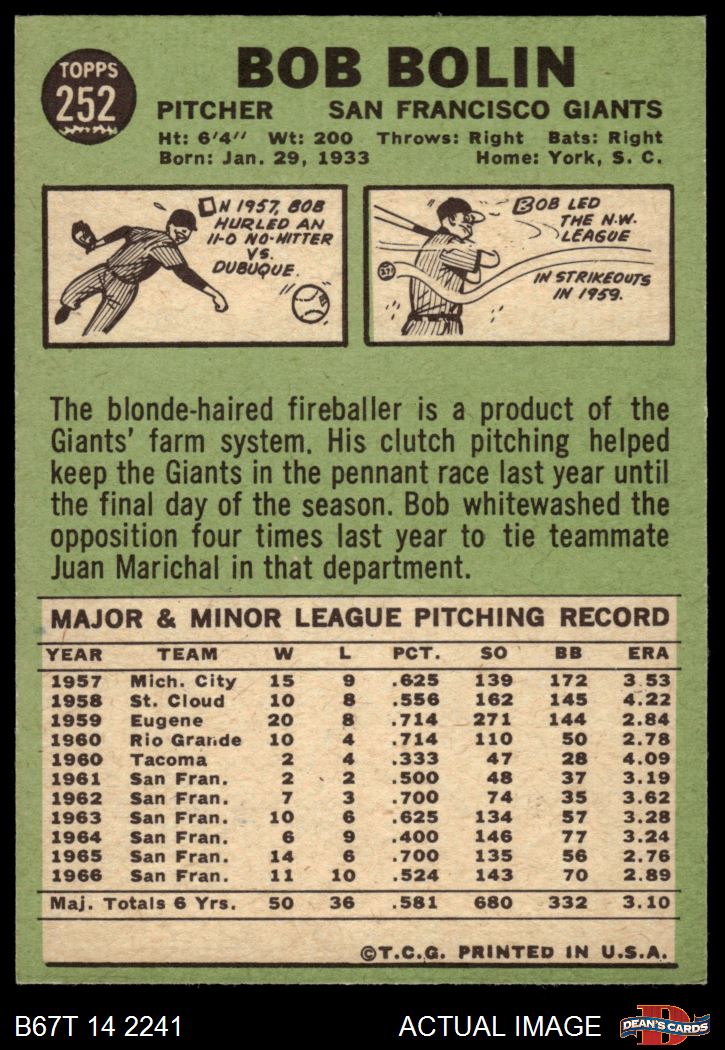 TOPPS
252
BOB BOLIN
PITCHER SAN FRANCISCO GIANTS
Ht: 6'4" Wt: 200 Throws: Right Bats: Right
Born: Jan. 29, 1933 Home: York, S. C.
ON 1957, BOB
HURLED AN
11-0 NO-HITTER
VS.
DUBUQUE.
BOB LED
THE N.W.
LEAGUE
IN STRIKEOUTS
IN 1959.
The blonde-haired fireballer is a product of the
Giants' farm system. His clutch pitching helped
keep the Giants in the pennant race last year until
the final day of the season. Bob whitewashed the
opposition four times last year to tie teammate
Juan Marichal in that department.
MAJOR & MINOR LEAGUE PITCHING RECORD
YEAR TEAM W L PCT. SO BB ERA
1957 Mich. City 15 9 .625 139 172 3.53
1958 St. Cloud 10 8 .556 162 145 4.22
1959 Eugene 20 8 .714 271 144 2.84
1960 Rio Grande 10 4 .714 110 50 2.78
1960 Tacoma 2 4 .333 47 28 4.09
1961 San Fran. 2 2 .500 48 37 3.19
1962 San Fran. 7 3 .700 74 35 3.62
1963 San Fran. 10 6 .625 134 57 3.28
1964 San Fran. 6 9 .400 146 77 3.24
1965 San Fran. 14 6 .700 135 56 2.76
1966 San Fran. 11 10 .524 143 70 2.89
Maj. Totals 6 Yrs. 50 36 .581 680 332 3.10
©T.C.G. PRINTED IN U.S.A.
B67T 14 2241 ACTUAL IMAGE
DEAN'S CARDS